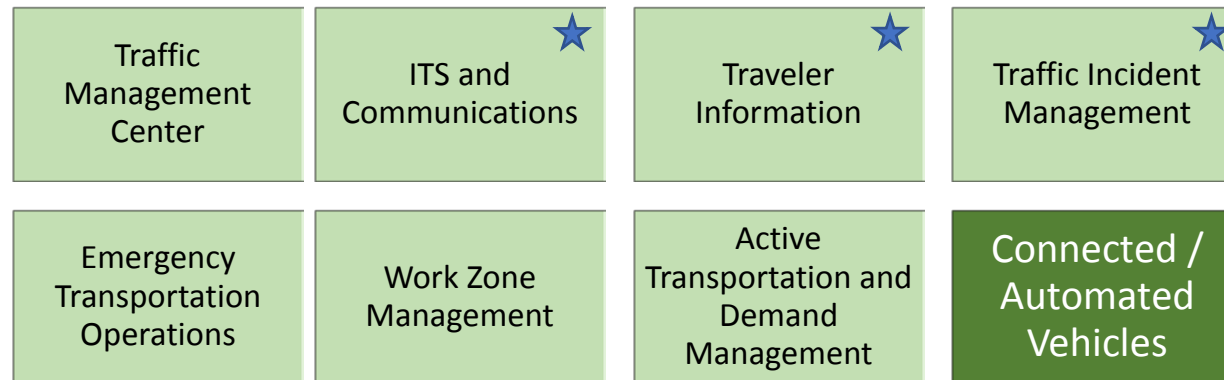 Traffic
Management
Center
ITS and
Communications
Traveler
Information
Traffic Incident
Management
Emergency
Transportation
Operations
Work Zone
Management
Active
Transportation and
Demand
Management
Connected /
Automated
Vehicles